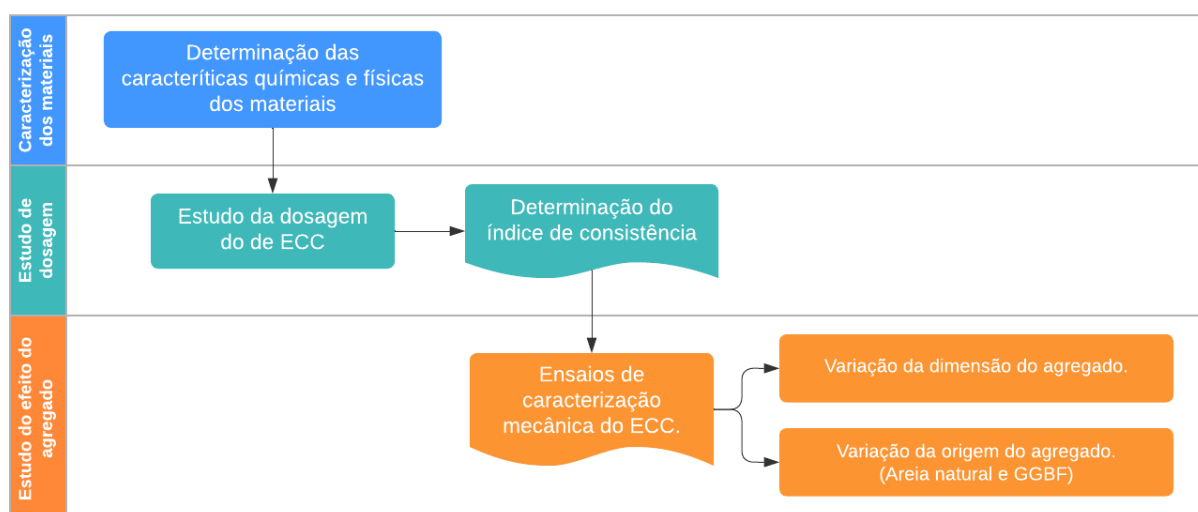 Caracterização
dos materiais
Determinação das
caracteríticas químicas e físicas
dos materiais
Estudo de
dosagem
Estudo da dosagem
do de ECC
Determinação do
índice de consistência
Estudo do efeito do
agregado
Ensaios de
caracterização
mecânica do ECC.
Variação da dimensão do agregado.
Variação da origem do agregado.
(Areia natural e GGBF)